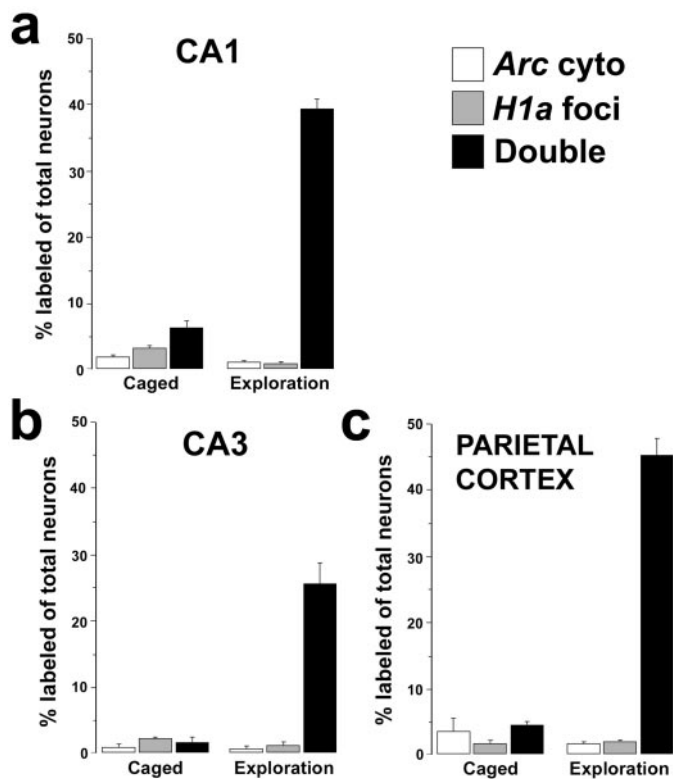 a
CA1
Arc cyto
H1a foci
Double
% labeled of total neurons
50
40
30
20
10
0
Caged
Exploration
b
CA3
% labeled of total neurons
50
40
30
20
10
0
Caged
Exploration
c
PARIETAL
CORTEX
% labeled of total neurons
50
40
30
20
10
0
Caged
Exploration